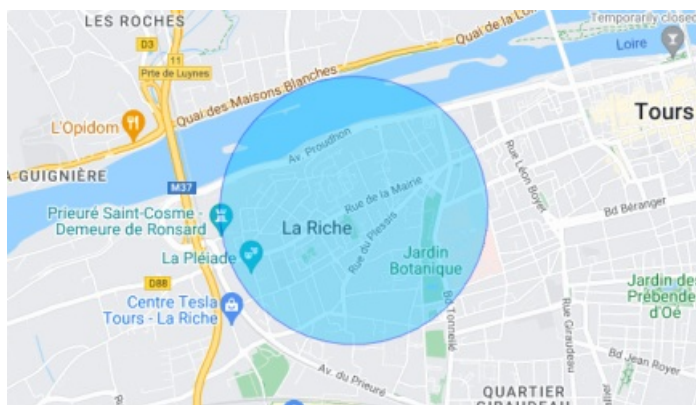 LES ROCHES
Temporarily closed
D3
Quai de la Loi
11
Prte de Luynes
Loire
Quai des Maisons Blanches
L'Opidom
Tours
Av. Proudhon
Rue Léon Boyer
A GUIGNIÈRE
M37
Rue de la Mairie
Bd Béranger
Prieuré Saint-Cosme -
Demeure de Ronsard
La Riche
Rue du Plessis
La Pléiade
Jardin
Botanique
D88
Jardin des
Prébende
d'Oé
Centre Tesla
Tours - La Riche
Bd Tonnellé
Rue Giraudeau
Bd Jean Royer
Av. du Prieuré
QUARTIER
GIRAUDEAU